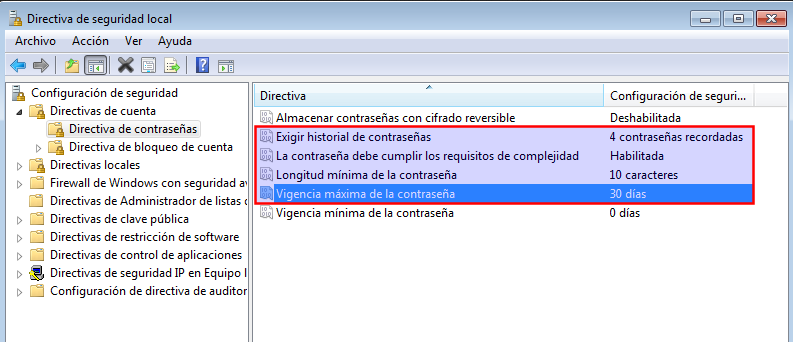 Directiva de seguridad local
Archivo Acción Ver Ayuda
Configuración de seguridad
Directivas de cuenta
Directiva de contraseñas
Directiva de bloqueo de cuenta
Directivas locales
Firewall de Windows con seguridad av
Directivas de Administrador de listas d
Directivas de clave pública
Directivas de restricción de software
Directivas de control de aplicaciones
Directivas de seguridad IP en Equipo l
Configuración de directiva de auditor
Directiva Configuración de seguri...
Almacenar contraseñas con cifrado reversible Deshabilitada
Exigir historial de contraseñas 4 contraseñas recordadas
La contraseña debe cumplir los requisitos de complejidad Habilitada
Longitud mínima de la contraseña 10 caracteres
Vigencia máxima de la contraseña 30 días
Vigencia mínima de la contraseña 0 días